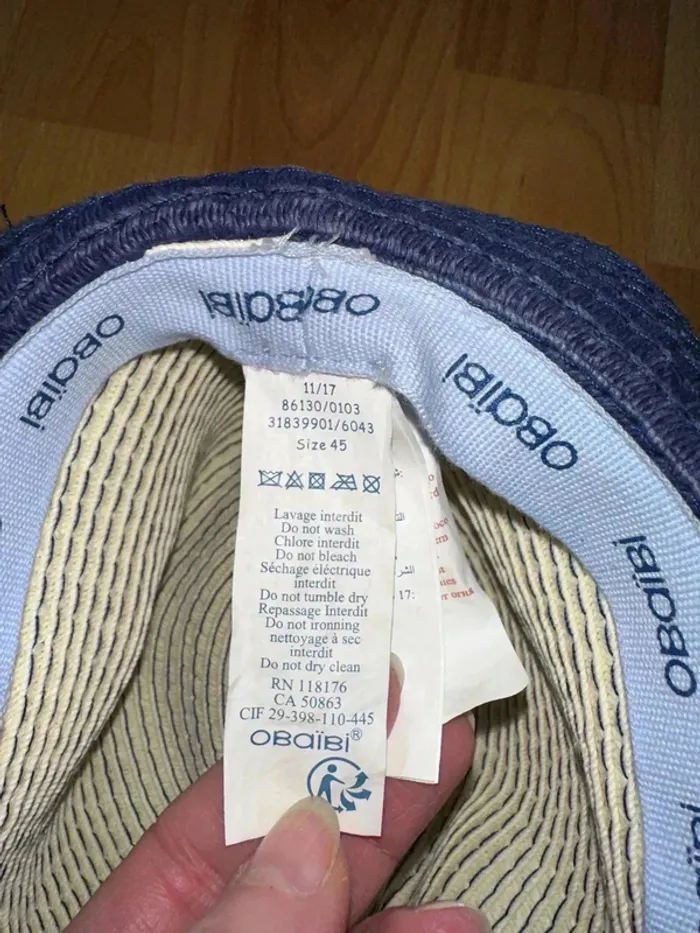 OBaïBi
OBaïBi
OBaïBi
OBaïBi
OBaïBi
11/17
86130/0103
31839901/6043
Size 45
Lavage interdit
Do not wash
Chlore interdit
Do not bleach
Séchage éléctrique
interdit
Do not tumble dry
Repassage Interdit
Do not ironning
nettoyage à sec
interdit
Do not dry clean
RN 118176
CA 50863
CIF 29-398-110-445
OBaïBi®
17: